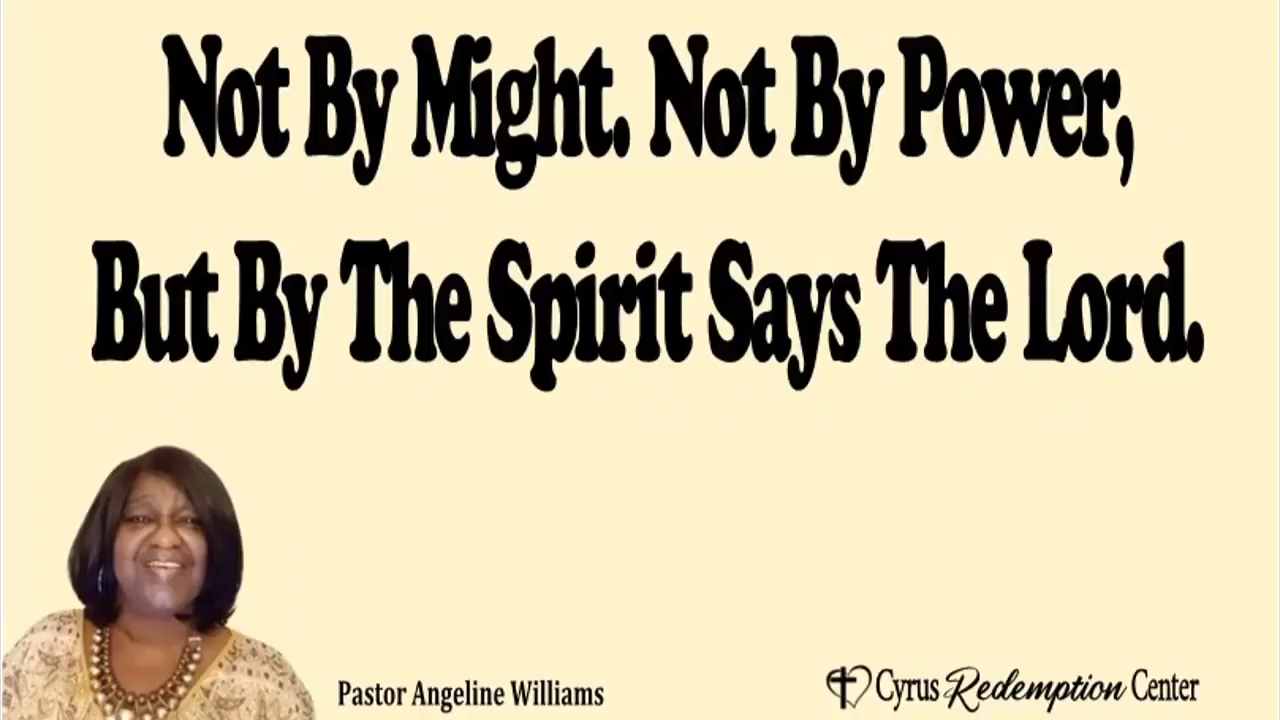 Not By Might. Not By Power,
But By The Spirit Says The Lord.
Pastor Angeline Williams
Cyrus Redemption Center